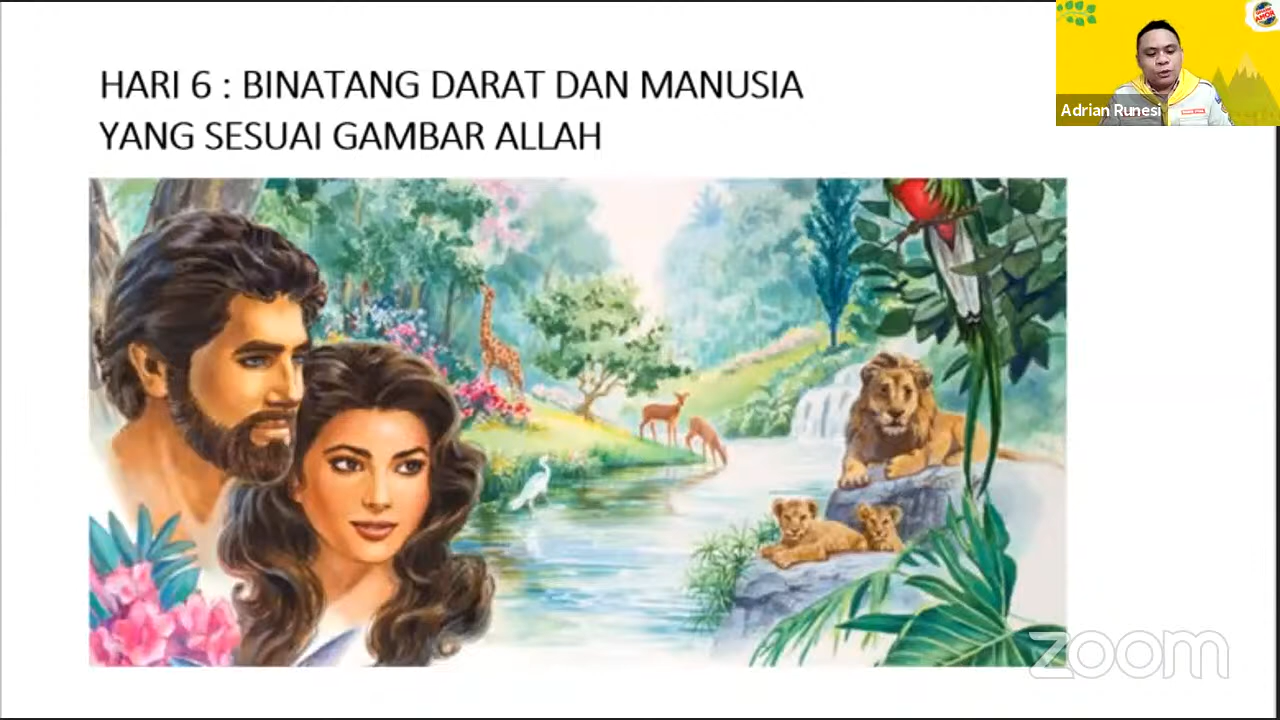 HARI 6 : BINATANG DARAT DAN MANUSIA
YANG SESUAI GAMBAR ALLAH
Adrian Runesi
zoom